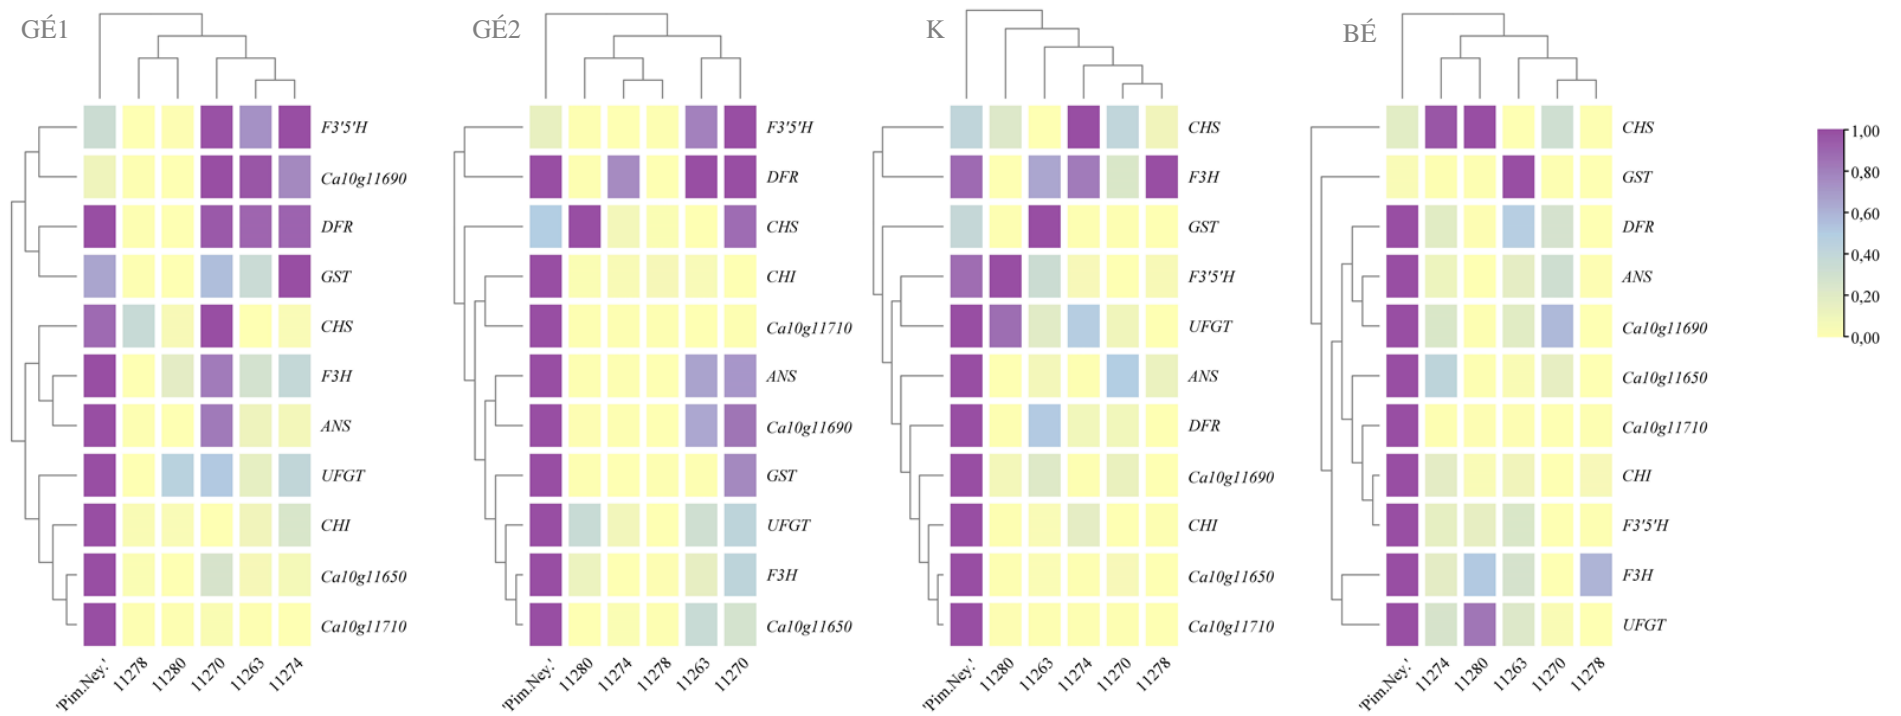 GÉ1
F3'5'H
Ca10g11690
DFR
GST
CHS
F3H
ANS
UFGT
CHI
Ca10g11650
Ca10g11710
'Pim.Ney.' 11278 11280 11270 11263 11274
GÉ2
F3'5'H
DFR
CHS
CHI
Ca10g11710
ANS
Ca10g11690
GST
UFGT
F3H
Ca10g11650
'Pim.Ney.' 11280 11274 11278 11263 11270
K
CHS
F3H
GST
F3'5'H
UFGT
ANS
DFR
Ca10g11690
CHI
Ca10g11650
Ca10g11710
'Pim.Ney.' 11280 11263 11274 11270 11278
BÉ
CHS
GST
DFR
ANS
Ca10g11690
Ca10g11650
Ca10g11710
CHI
F3'5'H
F3H
UFGT
'Pim.Ney.' 11274 11280 11263 11270 11278
1,00
0,80
0,60
0,40
0,20
0,00